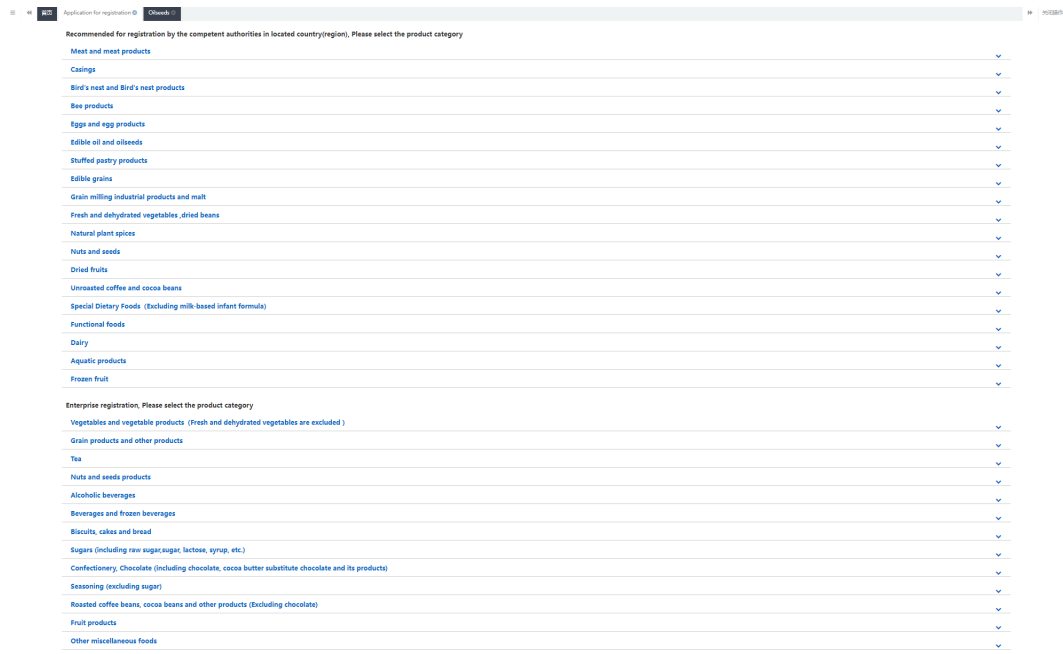 首页 Application for registration Oilseeds 关闭操作
Recommended for registration by the competent authorities in located country(region), Please select the product category
Meat and meat products
Casings
Bird's nest and Bird's nest products
Bee products
Eggs and egg products
Edible oil and oilseeds
Stuffed pastry products
Edible grains
Grain milling industrial products and malt
Fresh and dehydrated vegetables ,dried beans
Natural plant spices
Nuts and seeds
Dried fruits
Unroasted coffee and cocoa beans
Special Dietary Foods (Excluding milk-based infant formula)
Functional foods
Dairy
Aquatic products
Frozen fruit
Enterprise registration, Please select the product category
Vegetables and vegetable products (Fresh and dehydrated vegetables are excluded )
Grain products and other products
Tea
Nuts and seeds products
Alcoholic beverages
Beverages and frozen beverages
Biscuits, cakes and bread
Sugars (including raw sugar,sugar, lactose, syrup, etc.)
Confectionery, Chocolate (including chocolate, cocoa butter substitute chocolate and its products)
Seasoning (excluding sugar)
Roasted coffee beans, cocoa beans and other products (Excluding chocolate)
Fruit products
Other miscellaneous foods